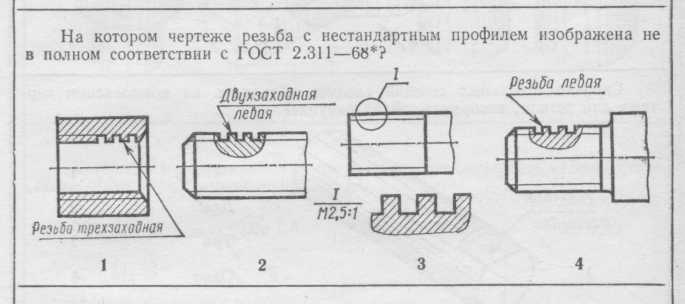 На котором чертеже резьба с нестандартным профилем изображена не
в полном соответствии с ГОСТ 2.311—68*?
Двухзаходная
левая
I
Резьба левая
I
М2,5:1
Резьба трехзаходная
1
2
3
4